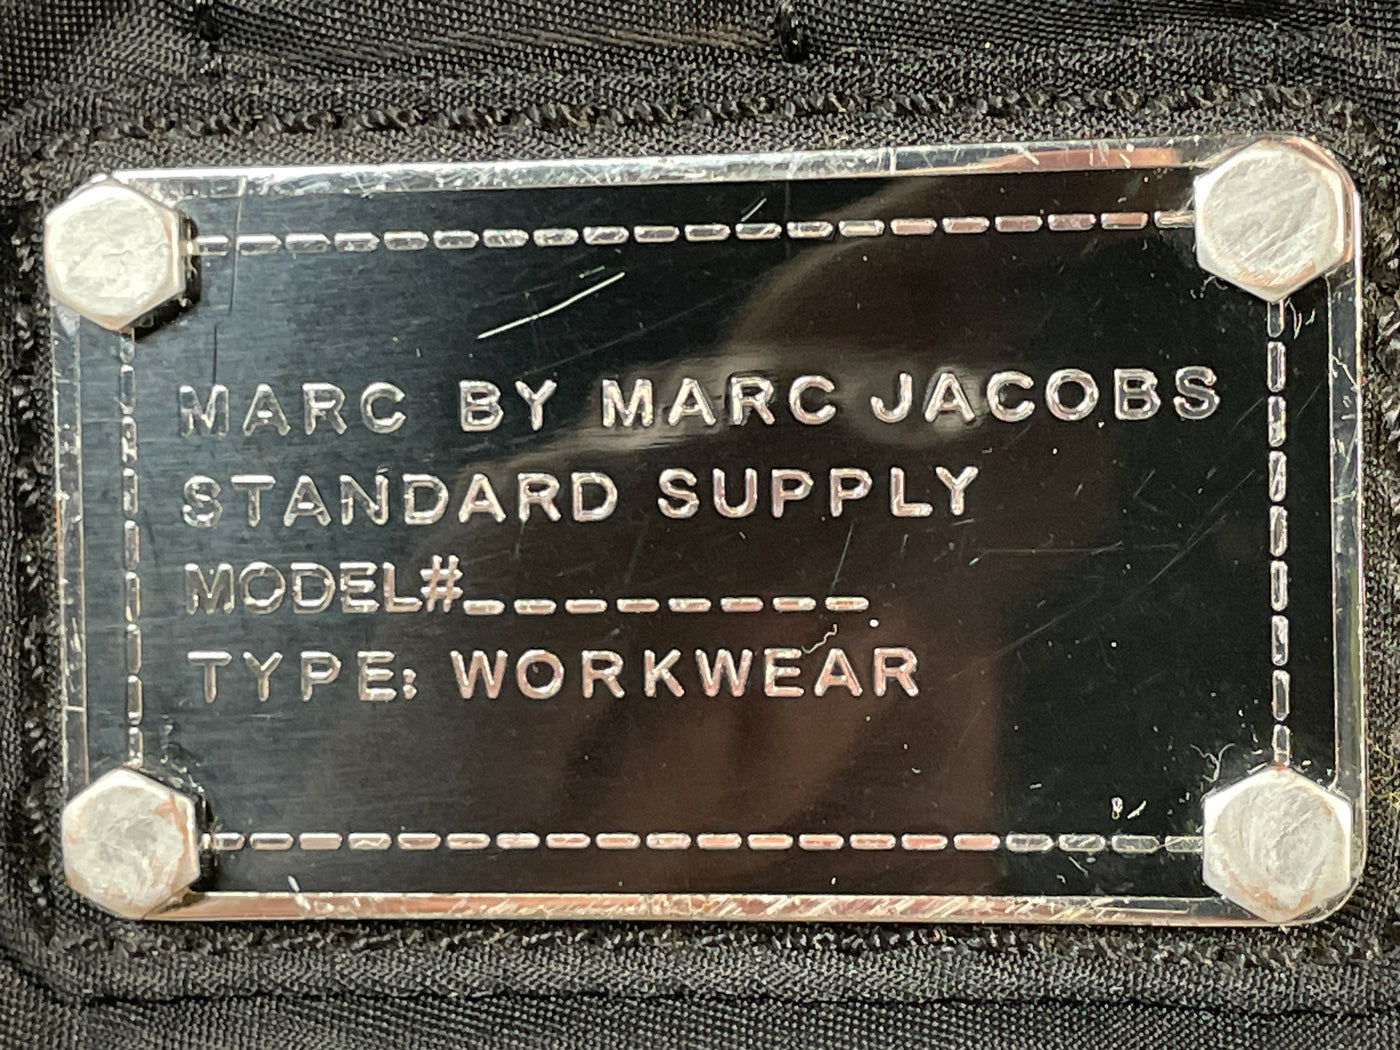 MARC BY MARC JACOBS
STANDARD SUPPLY
MODEL#_________
TYPE: WORKWEAR